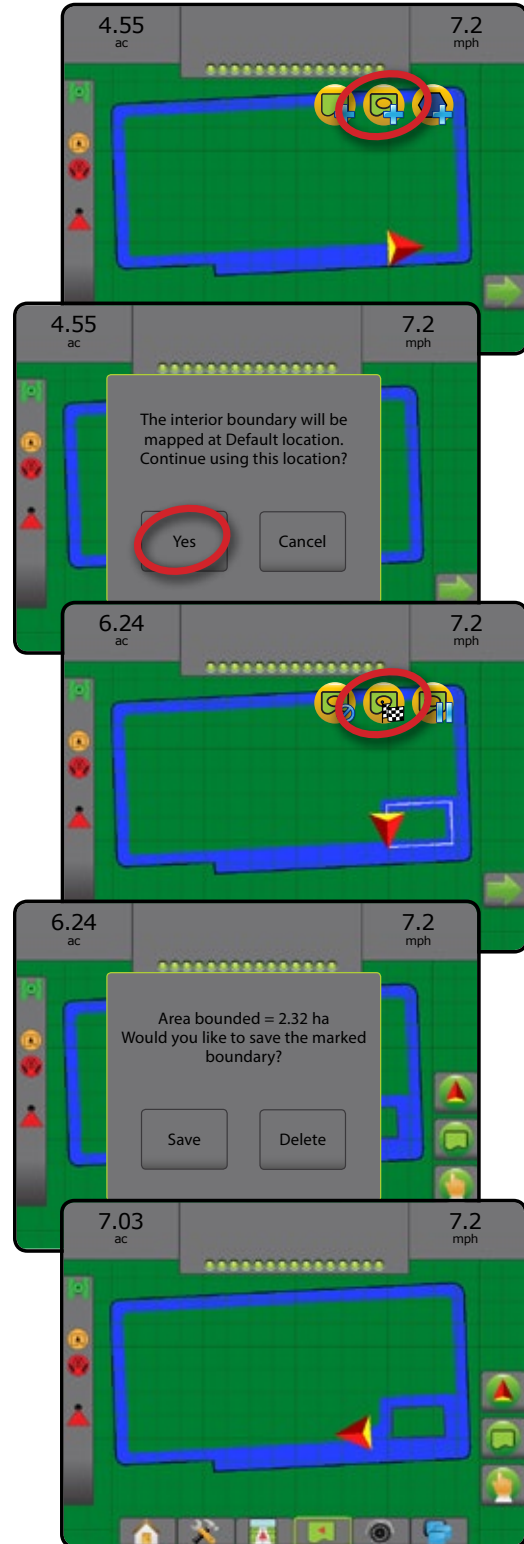 4.55
ac
7.2
mph
4.55
ac
7.2
mph
The interior boundary will be
mapped at Default location.
Continue using this location?
Yes
Cancel
6.24
ac
7.2
mph
6.24
ac
7.2
mph
Area bounded = 2.32 ha
Would you like to save the marked
boundary?
Save
Delete
7.03
ac
7.2
mph